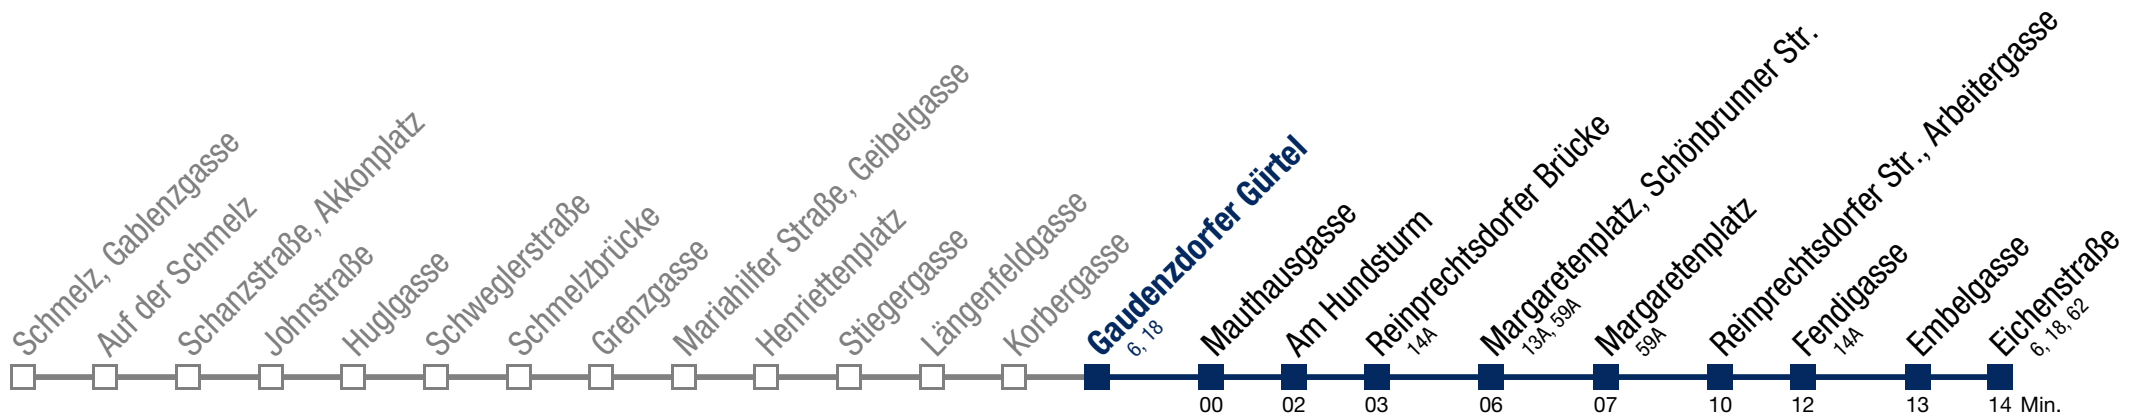 Schmelz, Gablenzgasse
Auf der Schmelz
Schanzstraße, Akkonplatz
Johnstraße
Huglgasse
Schweglerstraße
Schmelzbrücke
Grenzgasse
Mariahilfer Straße, Geibelgasse
Henriettenplatz
Stiegergasse
Längenfeldgasse
Korbergasse
Gaudenzdorfer Gürtel
6, 18
Mauthausgasse
Am Hundsturm
Reinprechtsdorfer Brücke
14A
Margaretenplatz, Schönbrunner Str.
13A, 59A
Margaretenplatz
59A
Reinprechtsdorfer Str., Arbeitergasse
Fendigasse
14A
Embelgasse
Eichenstraße
6, 18, 62
00 02 03 06 07 10 12 13 14 Min.